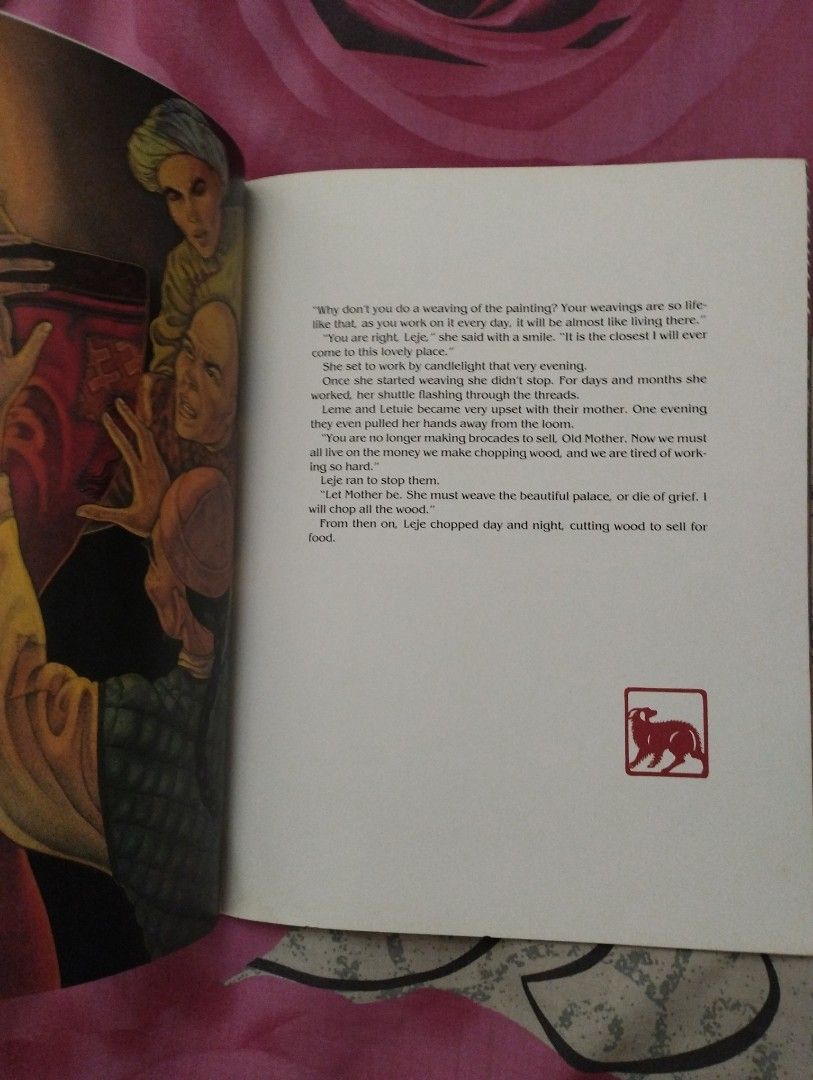 "Why don't you do a weaving of the painting? Your weavings are so life-
like that, as you work on it every day, it will be almost like living there."
"You are right, Leje," she said with a smile. "It is the closest I will ever
come to this lovely place."
She set to work by candlelight that very evening.
Once she started weaving she didn't stop. For days and months she
worked, her shuttle flashing through the threads.
Leme and Letuie became very upset with their mother. One evening
they even pulled her hands away from the loom.
"You are no longer making brocades to sell, Old Mother. Now we must
all live on the money we make chopping wood, and we are tired of work-
ing so hard."
Leje ran to stop them.
"Let Mother be. She must weave the beautiful palace, or die of grief. I
will chop all the wood."
From then on, Leje chopped day and night, cutting wood to sell for
food.